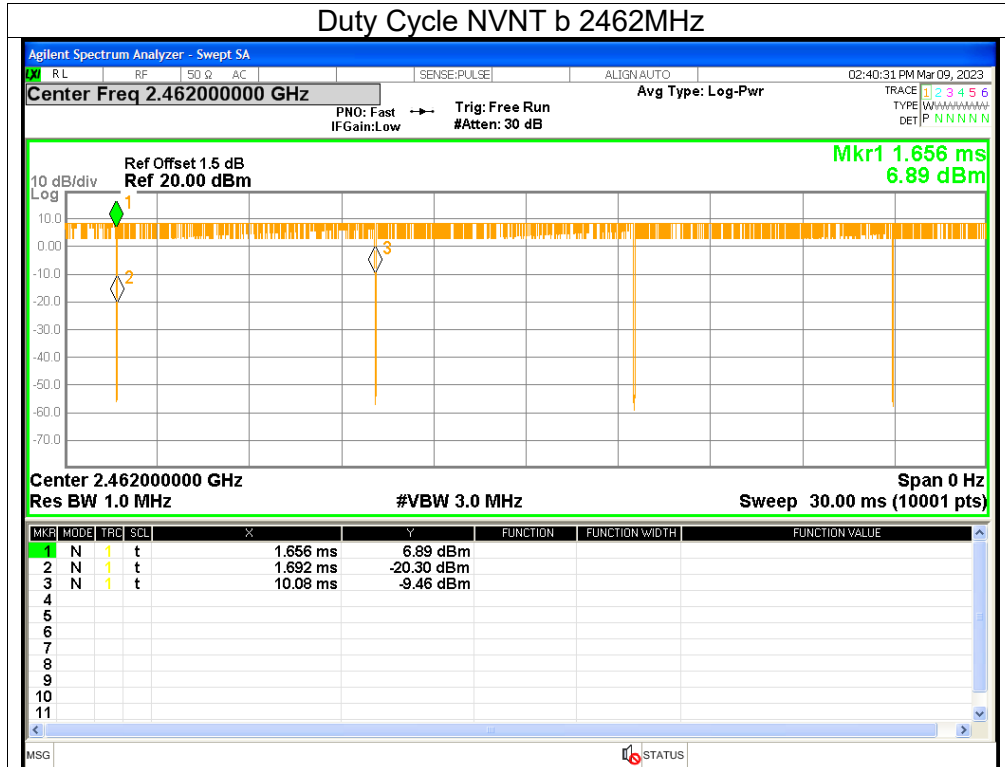 Duty Cycle NVNT b 2462MHz
Agilent Spectrum Analyzer - Swept SA
LXI RL RF 50 Ω AC SENSE:PULSE ALIGN AUTO 02:40:31 PM Mar 09, 2023
Center Freq 2.462000000 GHz PNO: Fast Trig: Free Run Avg Type: Log-Pwr TRACE 1 2 3 4 5 6
IFGain:Low #Atten: 30 dB TYPE WWWWWW
DET P N N N N N
Ref Offset 1.5 dB Mkr1 1.656 ms
10 dB/div Ref 20.00 dBm 6.89 dBm
Log
1
10.0
0.00
3
-10.0
2
-20.0
-30.0
-40.0
-50.0
-60.0
-70.0
Center 2.462000000 GHz Span 0 Hz
Res BW 1.0 MHz #VBW 3.0 MHz Sweep 30.00 ms (10001 pts)
MKR MODE TRC SCL X Y FUNCTION FUNCTION WIDTH FUNCTION VALUE
1 N 1 t 1.656 ms 6.89 dBm
2 N 1 t 1.692 ms -20.30 dBm
3 N 1 t 10.08 ms -9.46 dBm
4
5
6
7
8
9
10
11
MSG STATUS